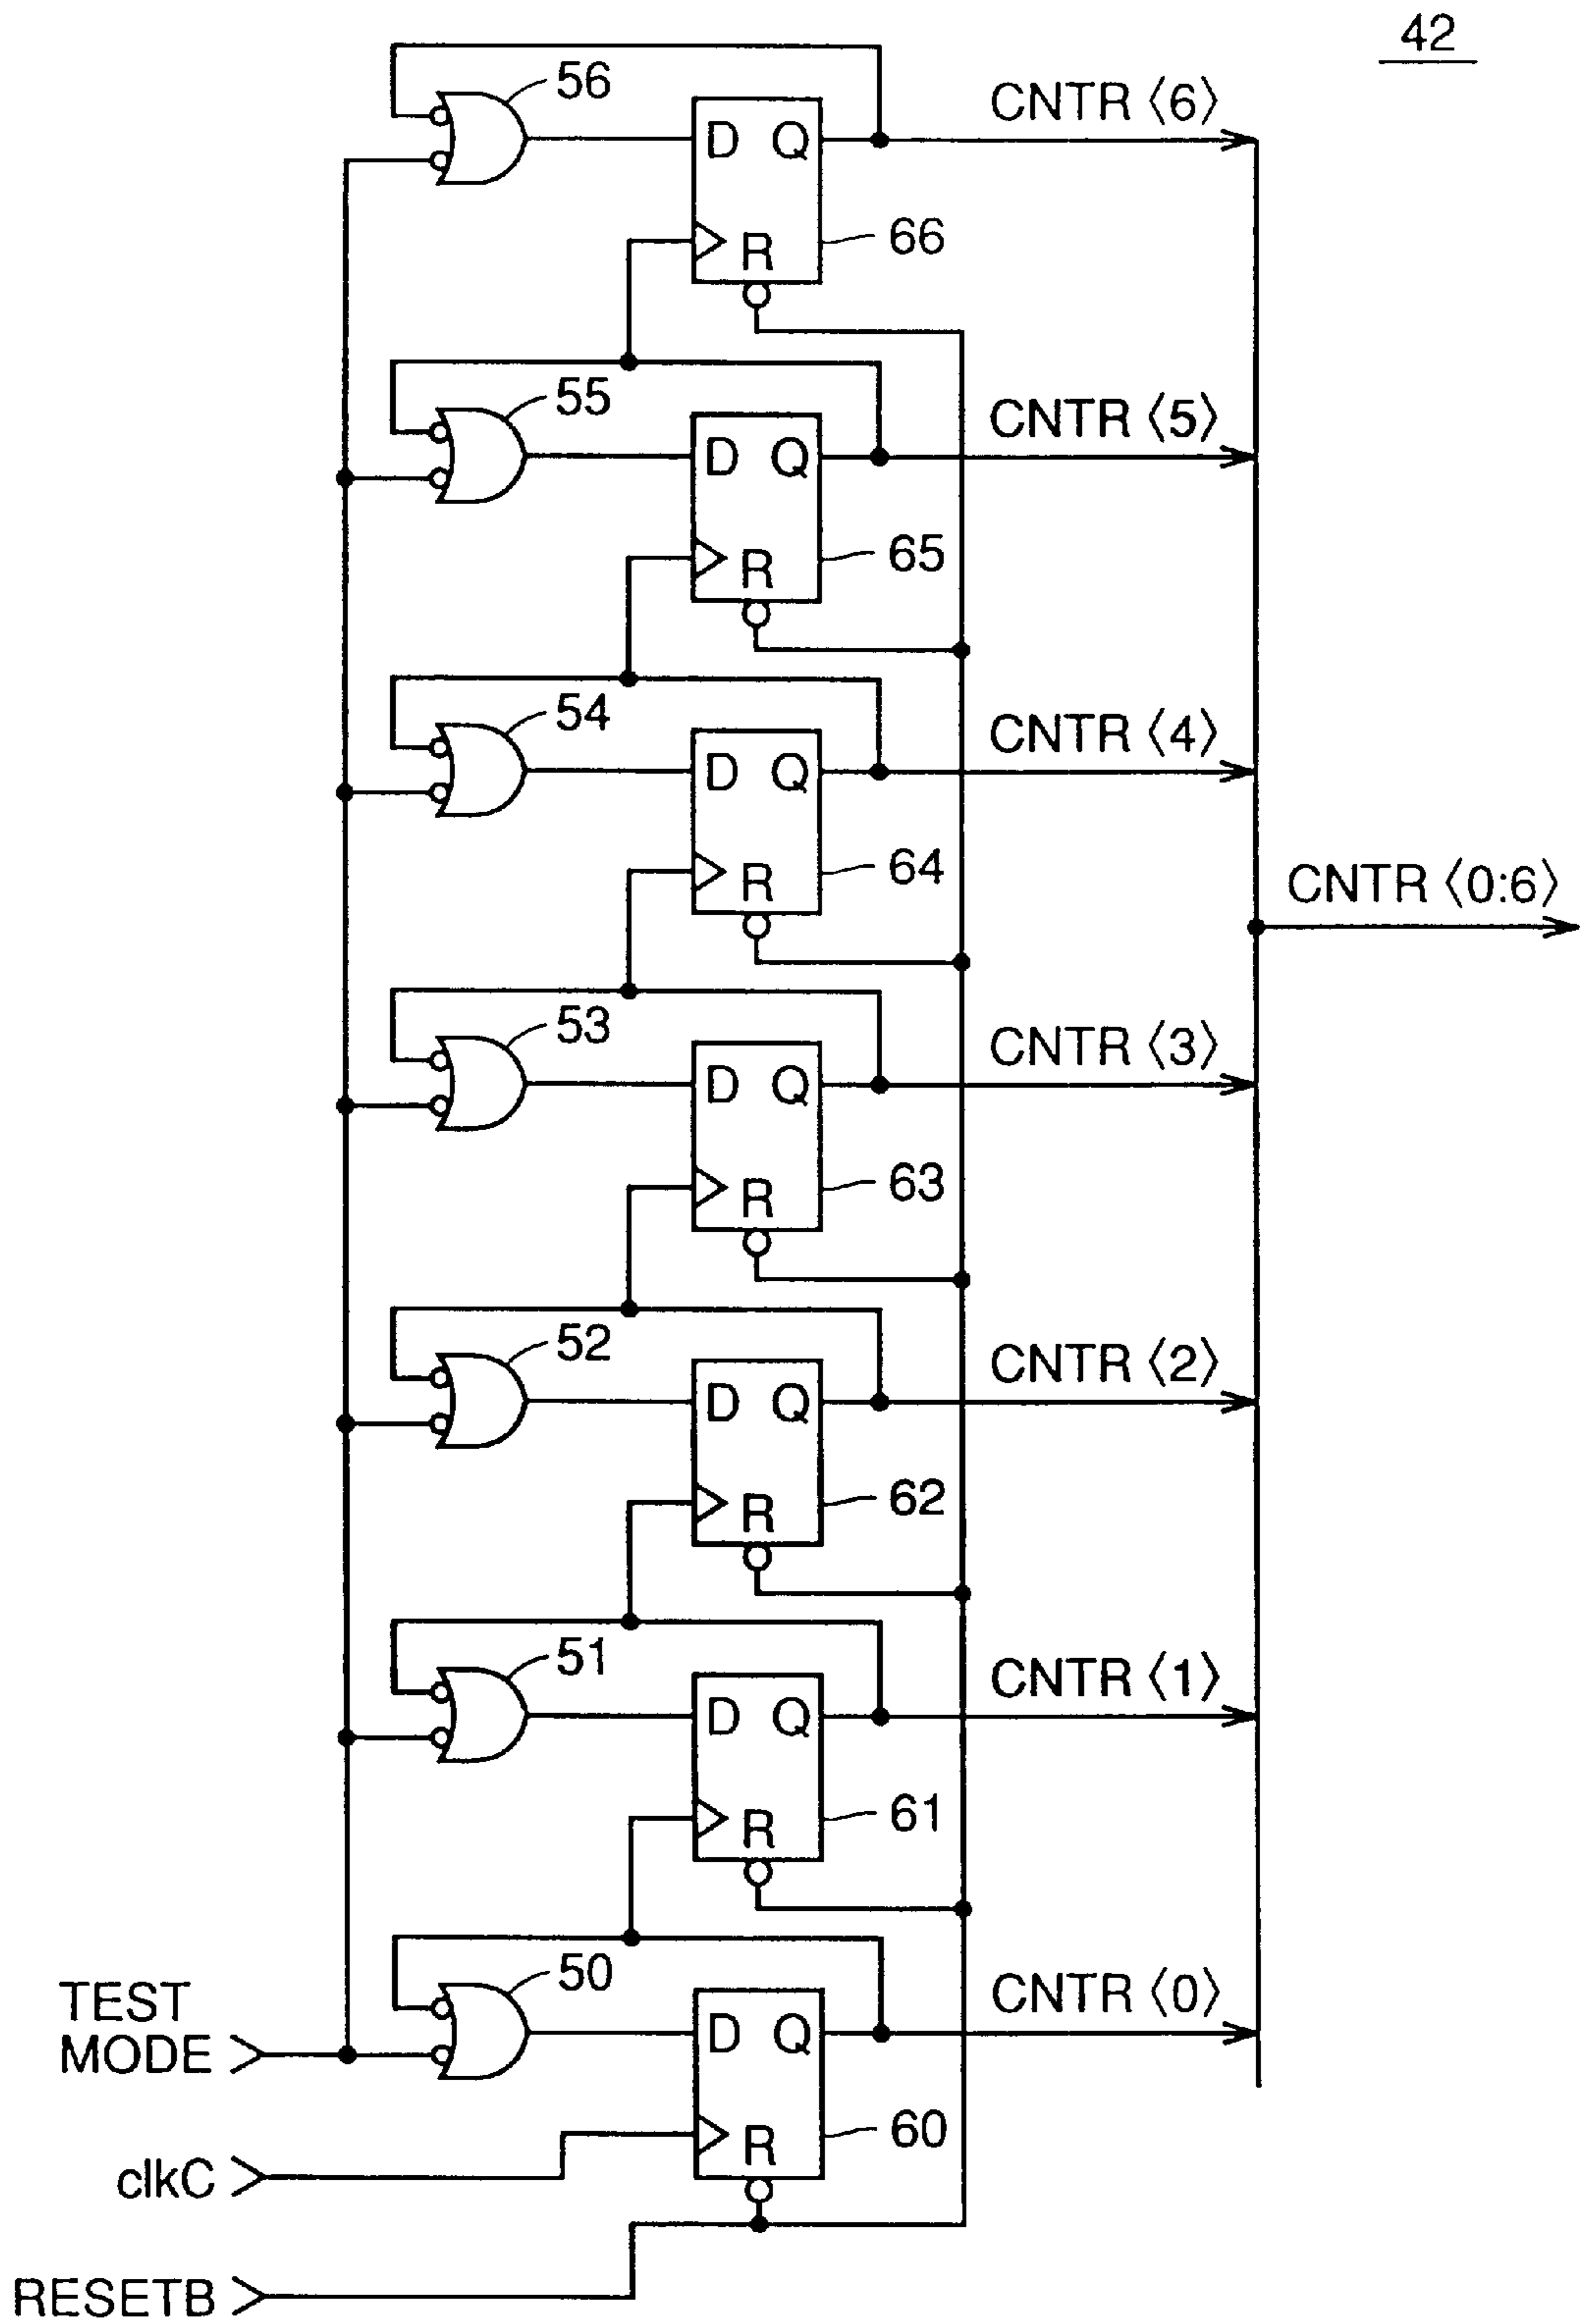 42
56
CNTR ⟨6⟩
D Q
R
66
55
CNTR ⟨5⟩
D Q
R
65
54
CNTR ⟨4⟩
D Q
R
64
CNTR ⟨0:6⟩
53
CNTR ⟨3⟩
D Q
R
63
52
CNTR ⟨2⟩
D Q
R
62
51
CNTR ⟨1⟩
D Q
R
61
50
CNTR ⟨0⟩
TEST
MODE
D Q
R
60
clkC
RESETB